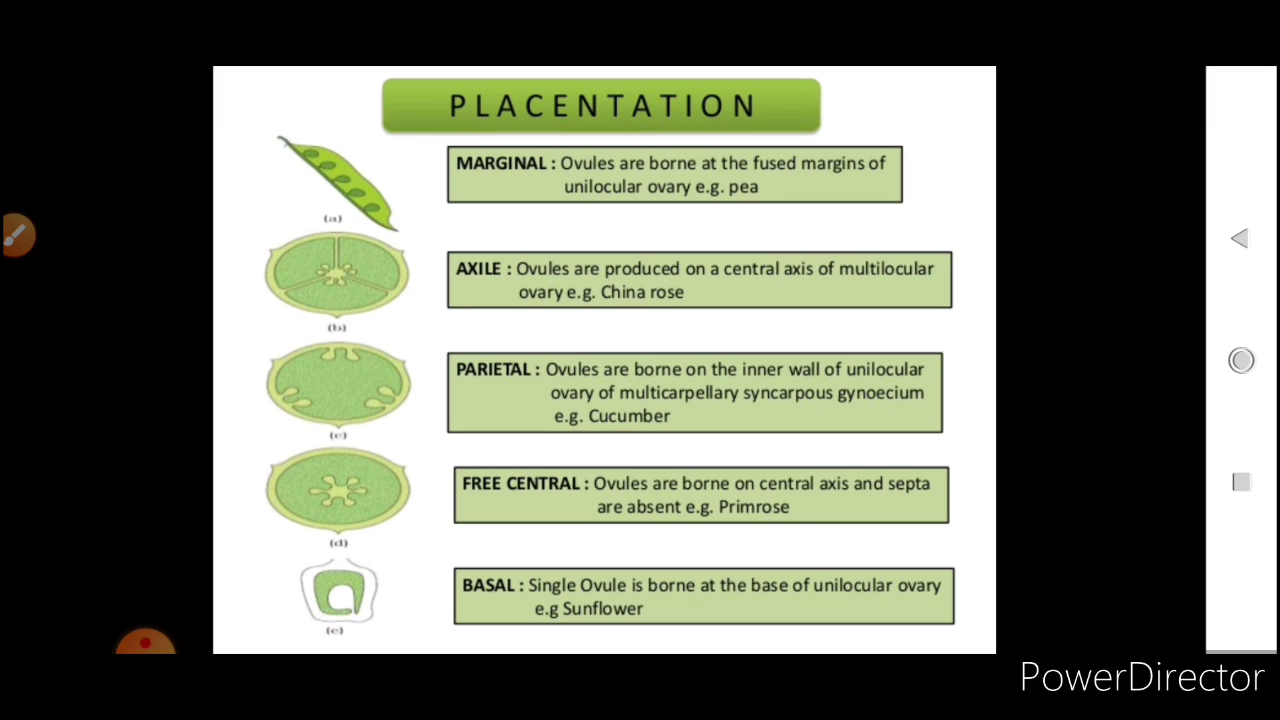 PLACENTATION
MARGINAL : Ovules are borne at the fused margins of
unilocular ovary e.g. pea
(a)
AXILE : Ovules are produced on a central axis of multilocular
ovary e.g. China rose
(b)
PARIETAL : Ovules are borne on the inner wall of unilocular
ovary of multicarpellary syncarpous gynoecium
e.g. Cucumber
(c)
FREE CENTRAL : Ovules are borne on central axis and septa
are absent e.g. Primrose
(d)
BASAL : Single Ovule is borne at the base of unilocular ovary
e.g Sunflower
(e)
PowerDirector